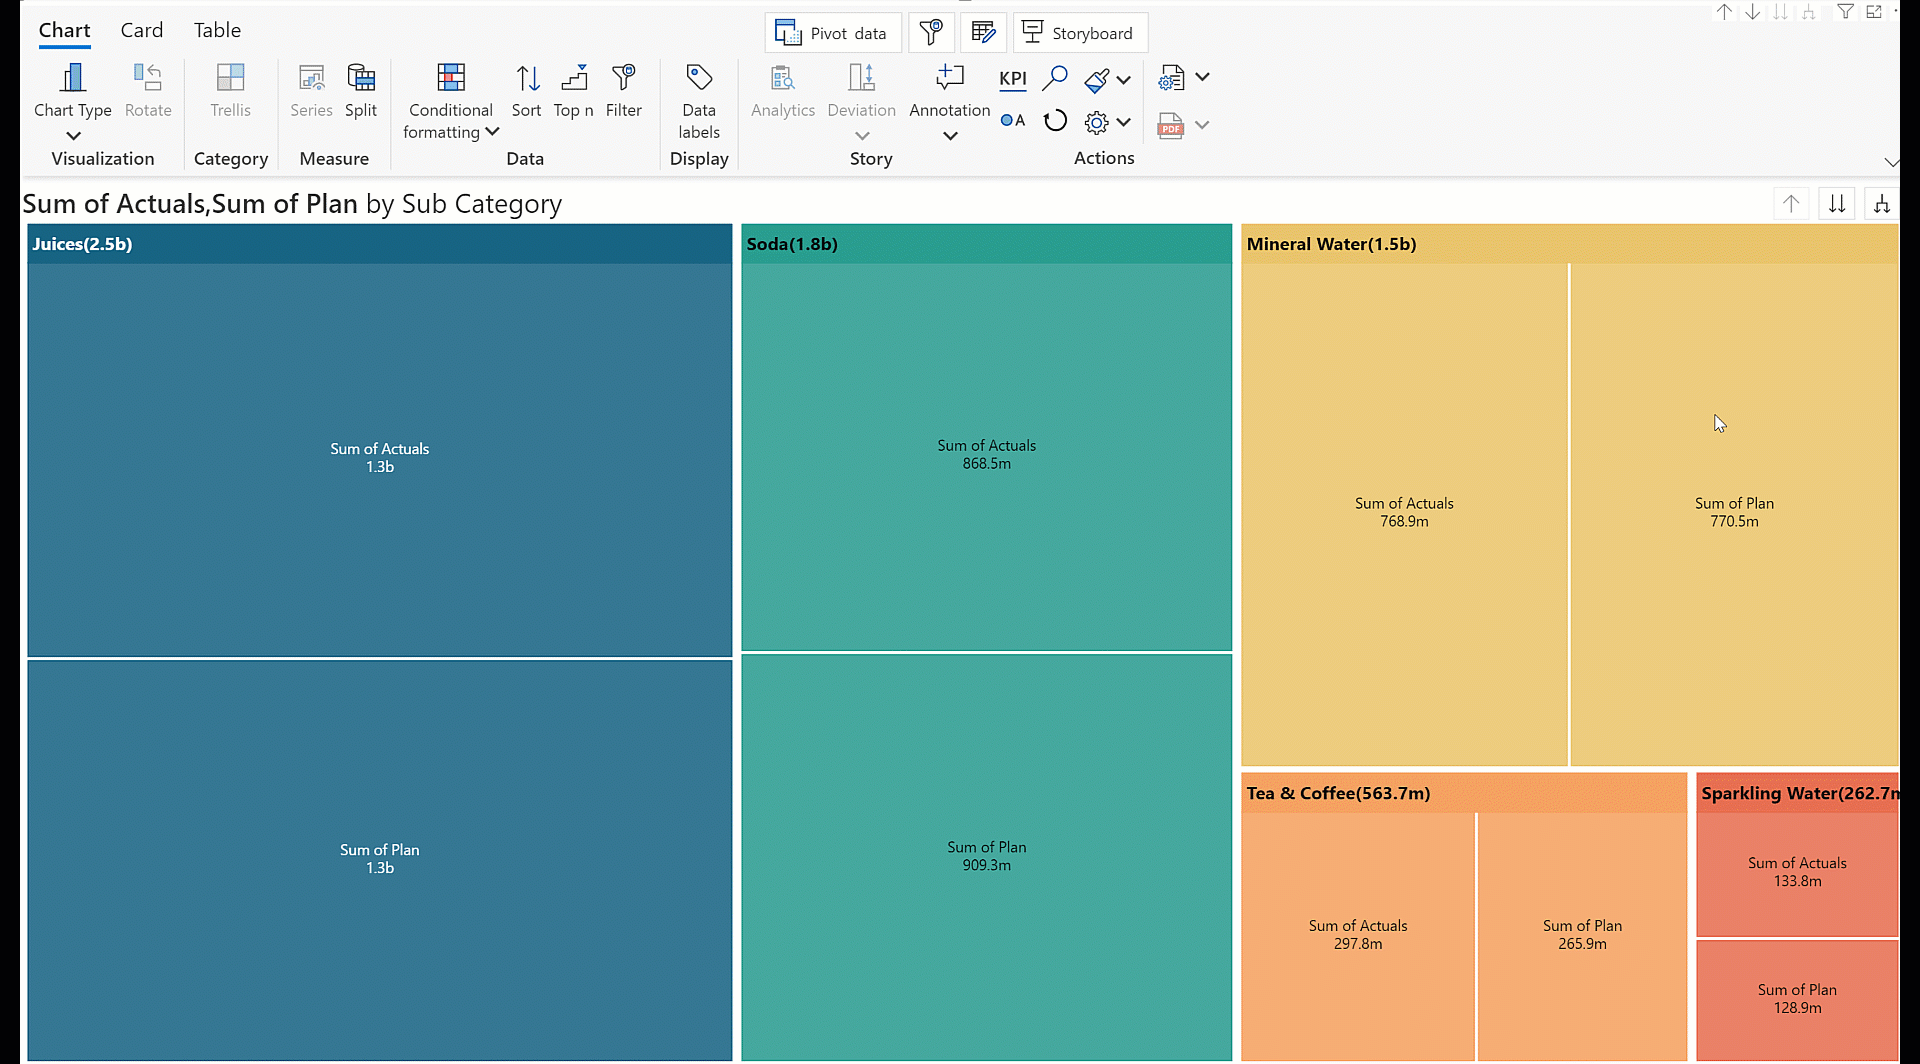 Chart Card Table
Pivot data
Storyboard
Chart Type
Rotate
Visualization
Trellis
Category
Series
Split
Measure
Conditional
formatting
Sort
Top n
Filter
Data
Data
labels
Display
Analytics
Deviation
Annotation
Story
KPI
A
PDF
Actions
Sum of Actuals,Sum of Plan by Sub Category
Juices(2.5b)
Sum of Actuals
1.3b
Sum of Plan
1.3b
Soda(1.8b)
Sum of Actuals
868.5m
Sum of Plan
909.3m
Mineral Water(1.5b)
Sum of Actuals
768.9m
Sum of Plan
770.5m
Tea & Coffee(563.7m)
Sum of Actuals
297.8m
Sum of Plan
265.9m
Sparkling Water(262.7m
Sum of Actuals
133.8m
Sum of Plan
128.9m